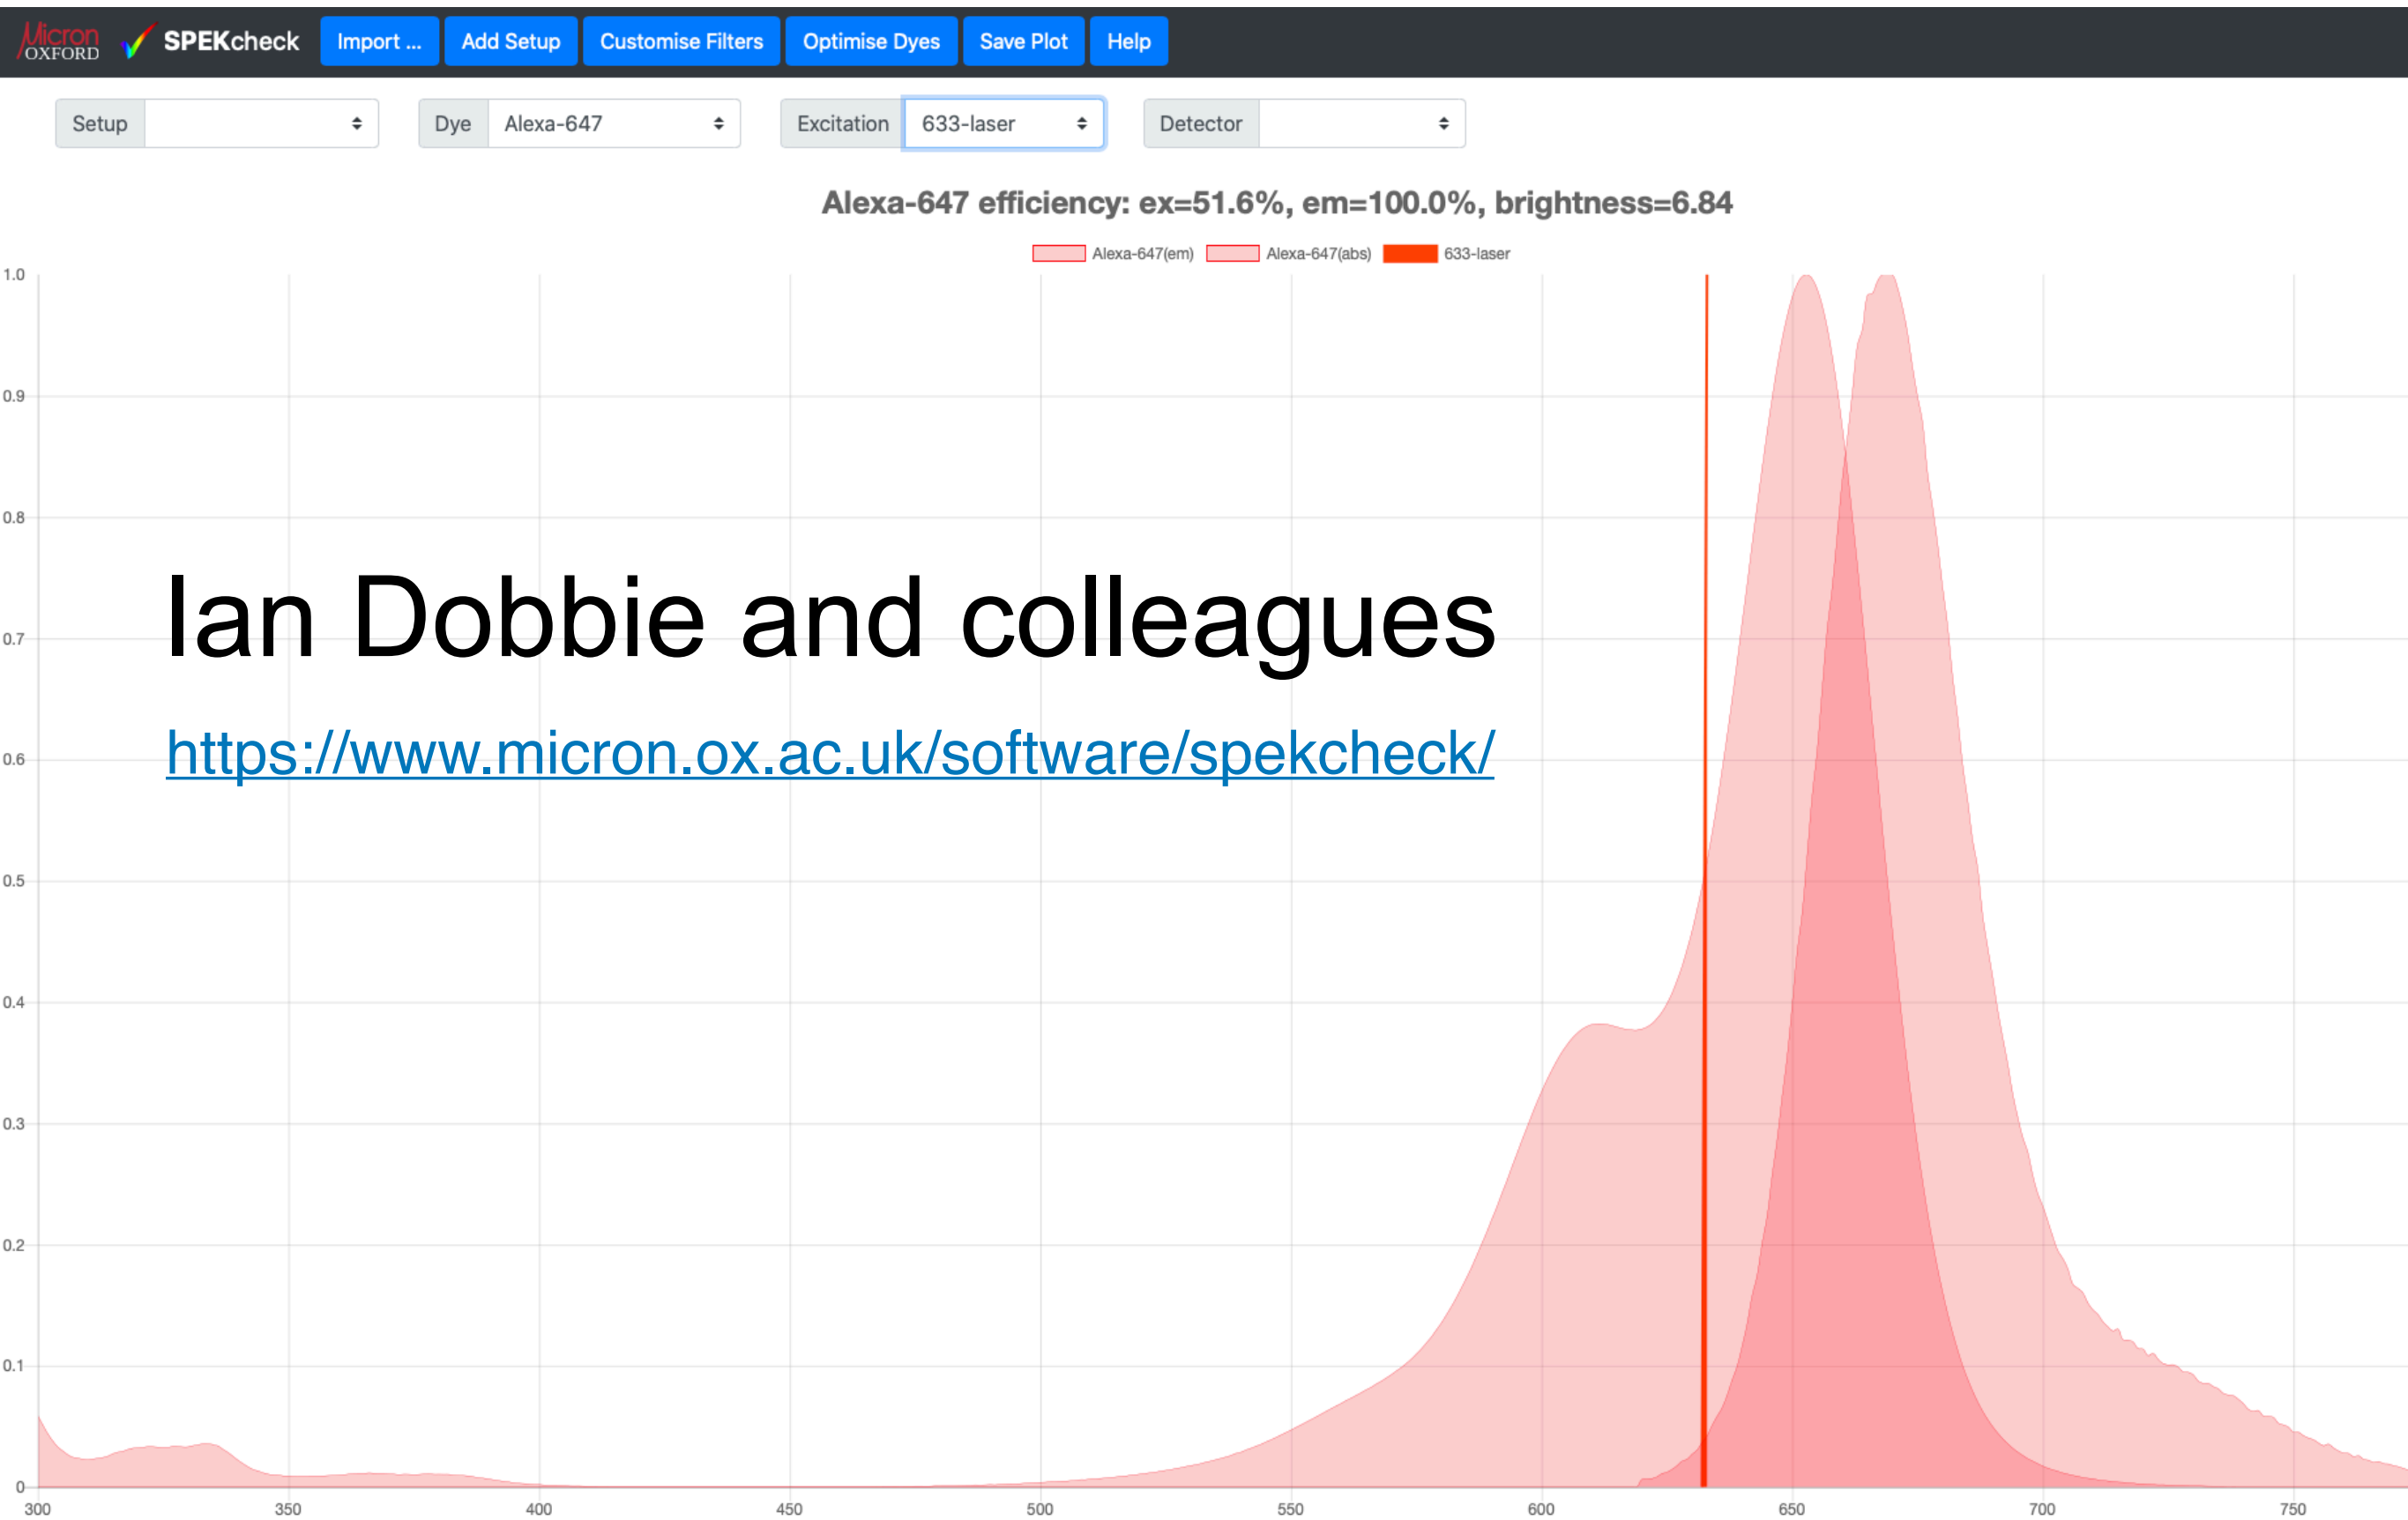 Micron OXFORD SPEKcheck Import ... Add Setup Customise Filters Optimise Dyes Save Plot Help
Setup Dye Alexa-647 Excitation 633-laser Detector
Alexa-647 efficiency: ex=51.6%, em=100.0%, brightness=6.84
Alexa-647(em) Alexa-647(abs) 633-laser
1.0
0.9
0.8
Ian Dobbie and colleagues
0.7
https://www.micron.ox.ac.uk/software/spekcheck/
0.6
0.5
0.4
0.3
0.2
0.1
0
300 350 400 450 500 550 600 650 700 750